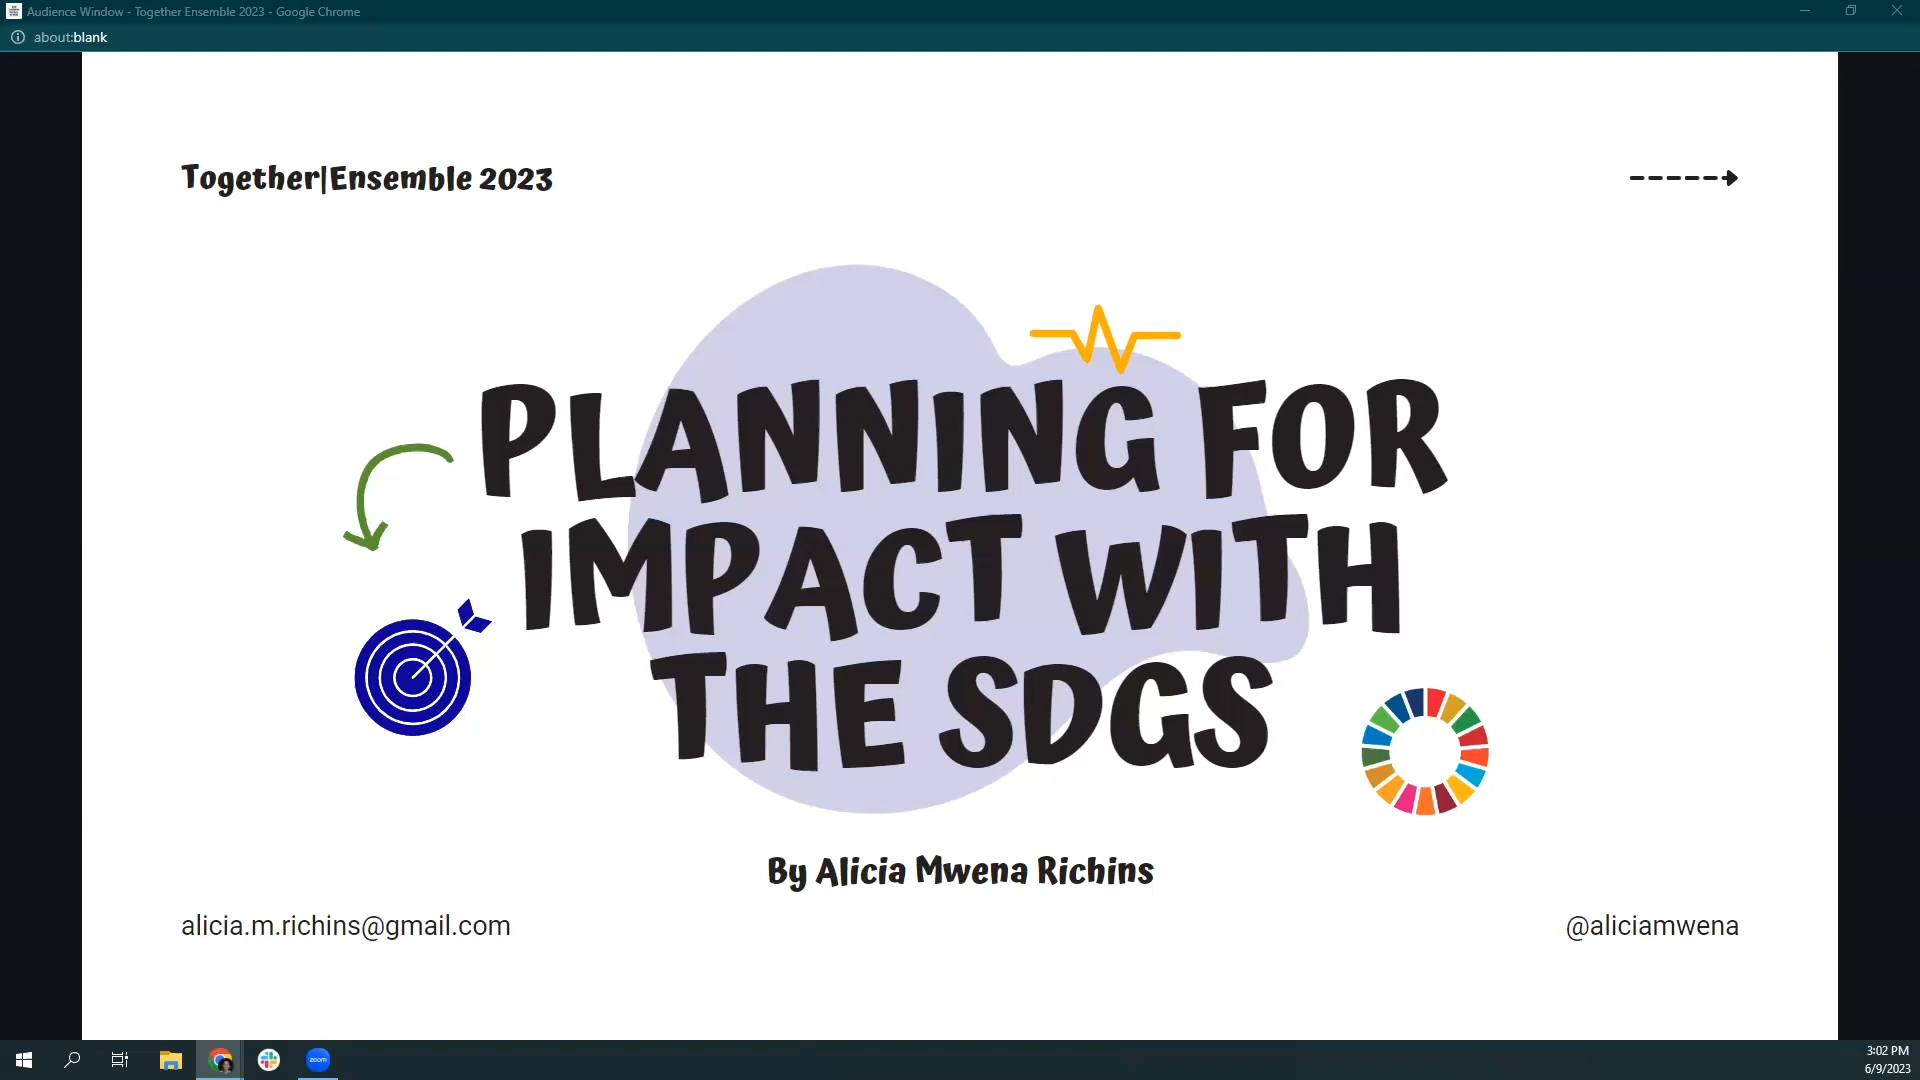 Audience Window - Together Ensemble 2023 - Google Chrome
about:blank
Together|Ensemble 2023
PLANNING FOR
IMPACT WITH
THE SDGS
By Alicia Mwena Richins
alicia.m.richins@gmail.com
@aliciamwena
zoom
3:02 PM
6/9/2023